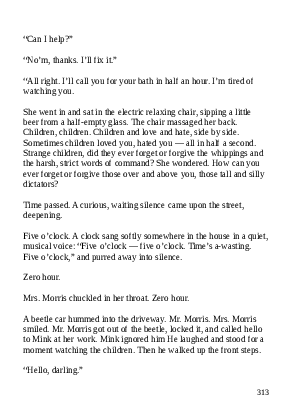 “Can I help?”
“No’m, thanks. I’ll fix it.”
“All right. I’ll call you for your bath in half an hour. I’m tired of
watching you.
She went in and sat in the electric relaxing chair, sipping a little
beer from a half-empty glass. The chair massaged her back.
Children, children. Children and love and hate, side by side.
Sometimes children loved you, hated you — all in half a second.
Strange children, did they ever forget or forgive the whippings and
the harsh, strict words of command? She wondered. How can you
ever forget or forgive those over and above you, those tall and silly
dictators?
Time passed. A curious, waiting silence came upon the street,
deepening.
Five o’clock. A clock sang softly somewhere in the house in a quiet,
musical voice: “Five o’clock — five o’clock. Time’s a-wasting.
Five o’clock,” and purred away into silence.
Zero hour.
Mrs. Morris chuckled in her throat. Zero hour.
A beetle car hummed into the driveway. Mr. Morris. Mrs. Morris
smiled. Mr. Morris got out of the beetle, locked it, and called hello
to Mink at her work. Mink ignored him He laughed and stood for a
moment watching the children. Then he walked up the front steps.
“Hello, darling.”
313